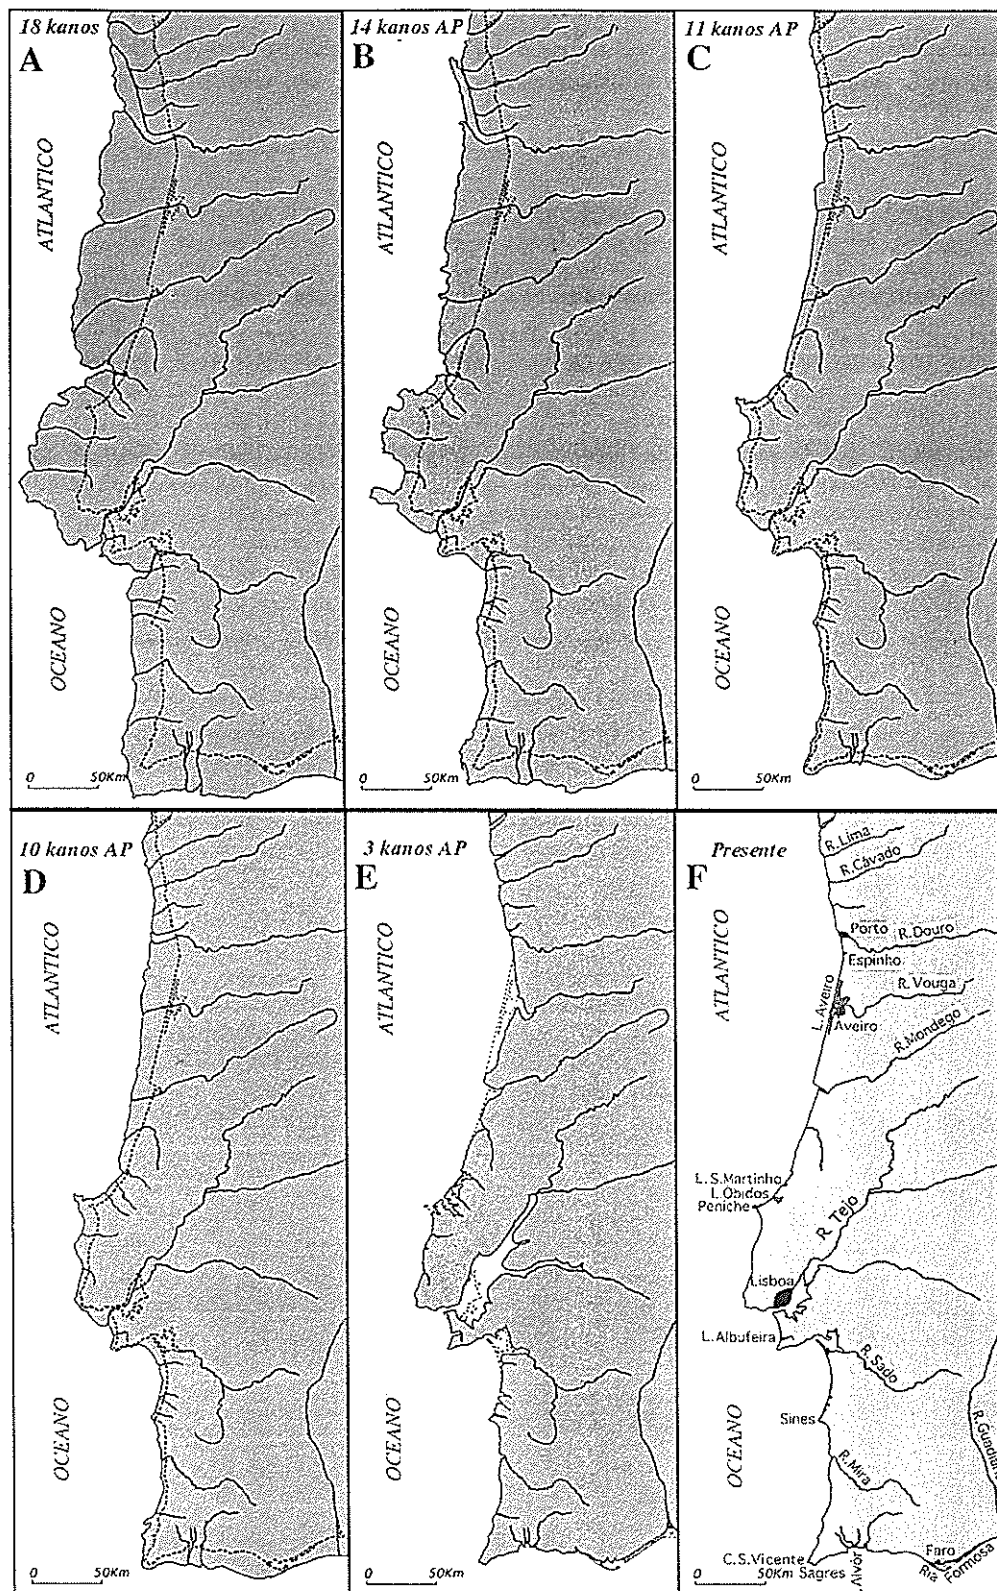 18 kanos
A
ATLANTICO
OCEANO
0 50Km
14 kanos AP
B
ATLANTICO
OCEANO
0 50Km
11 kanos AP
C
ATLANTICO
OCEANO
0 50Km
10 kanos AP
D
ATLANTICO
OCEANO
0 50Km
3 kanos AP
E
ATLANTICO
OCEANO
0 50Km
Presente
F
ATLANTICO
OCEANO
R.Lima
R.Cávado
Porto
R.Douro
Espinho
R.Vouga
L.Aveiro
Aveiro
R.Mondego
L.S.Martinho
L.Obidos
Peniche
R. Tejo
Lisboa
L.Albufeira
R.Sado
Sines
R.Mira
R.Guadiana
C.S.Vicente
Sagres
Alvor
Faro
Ria Formosa
0 50Km